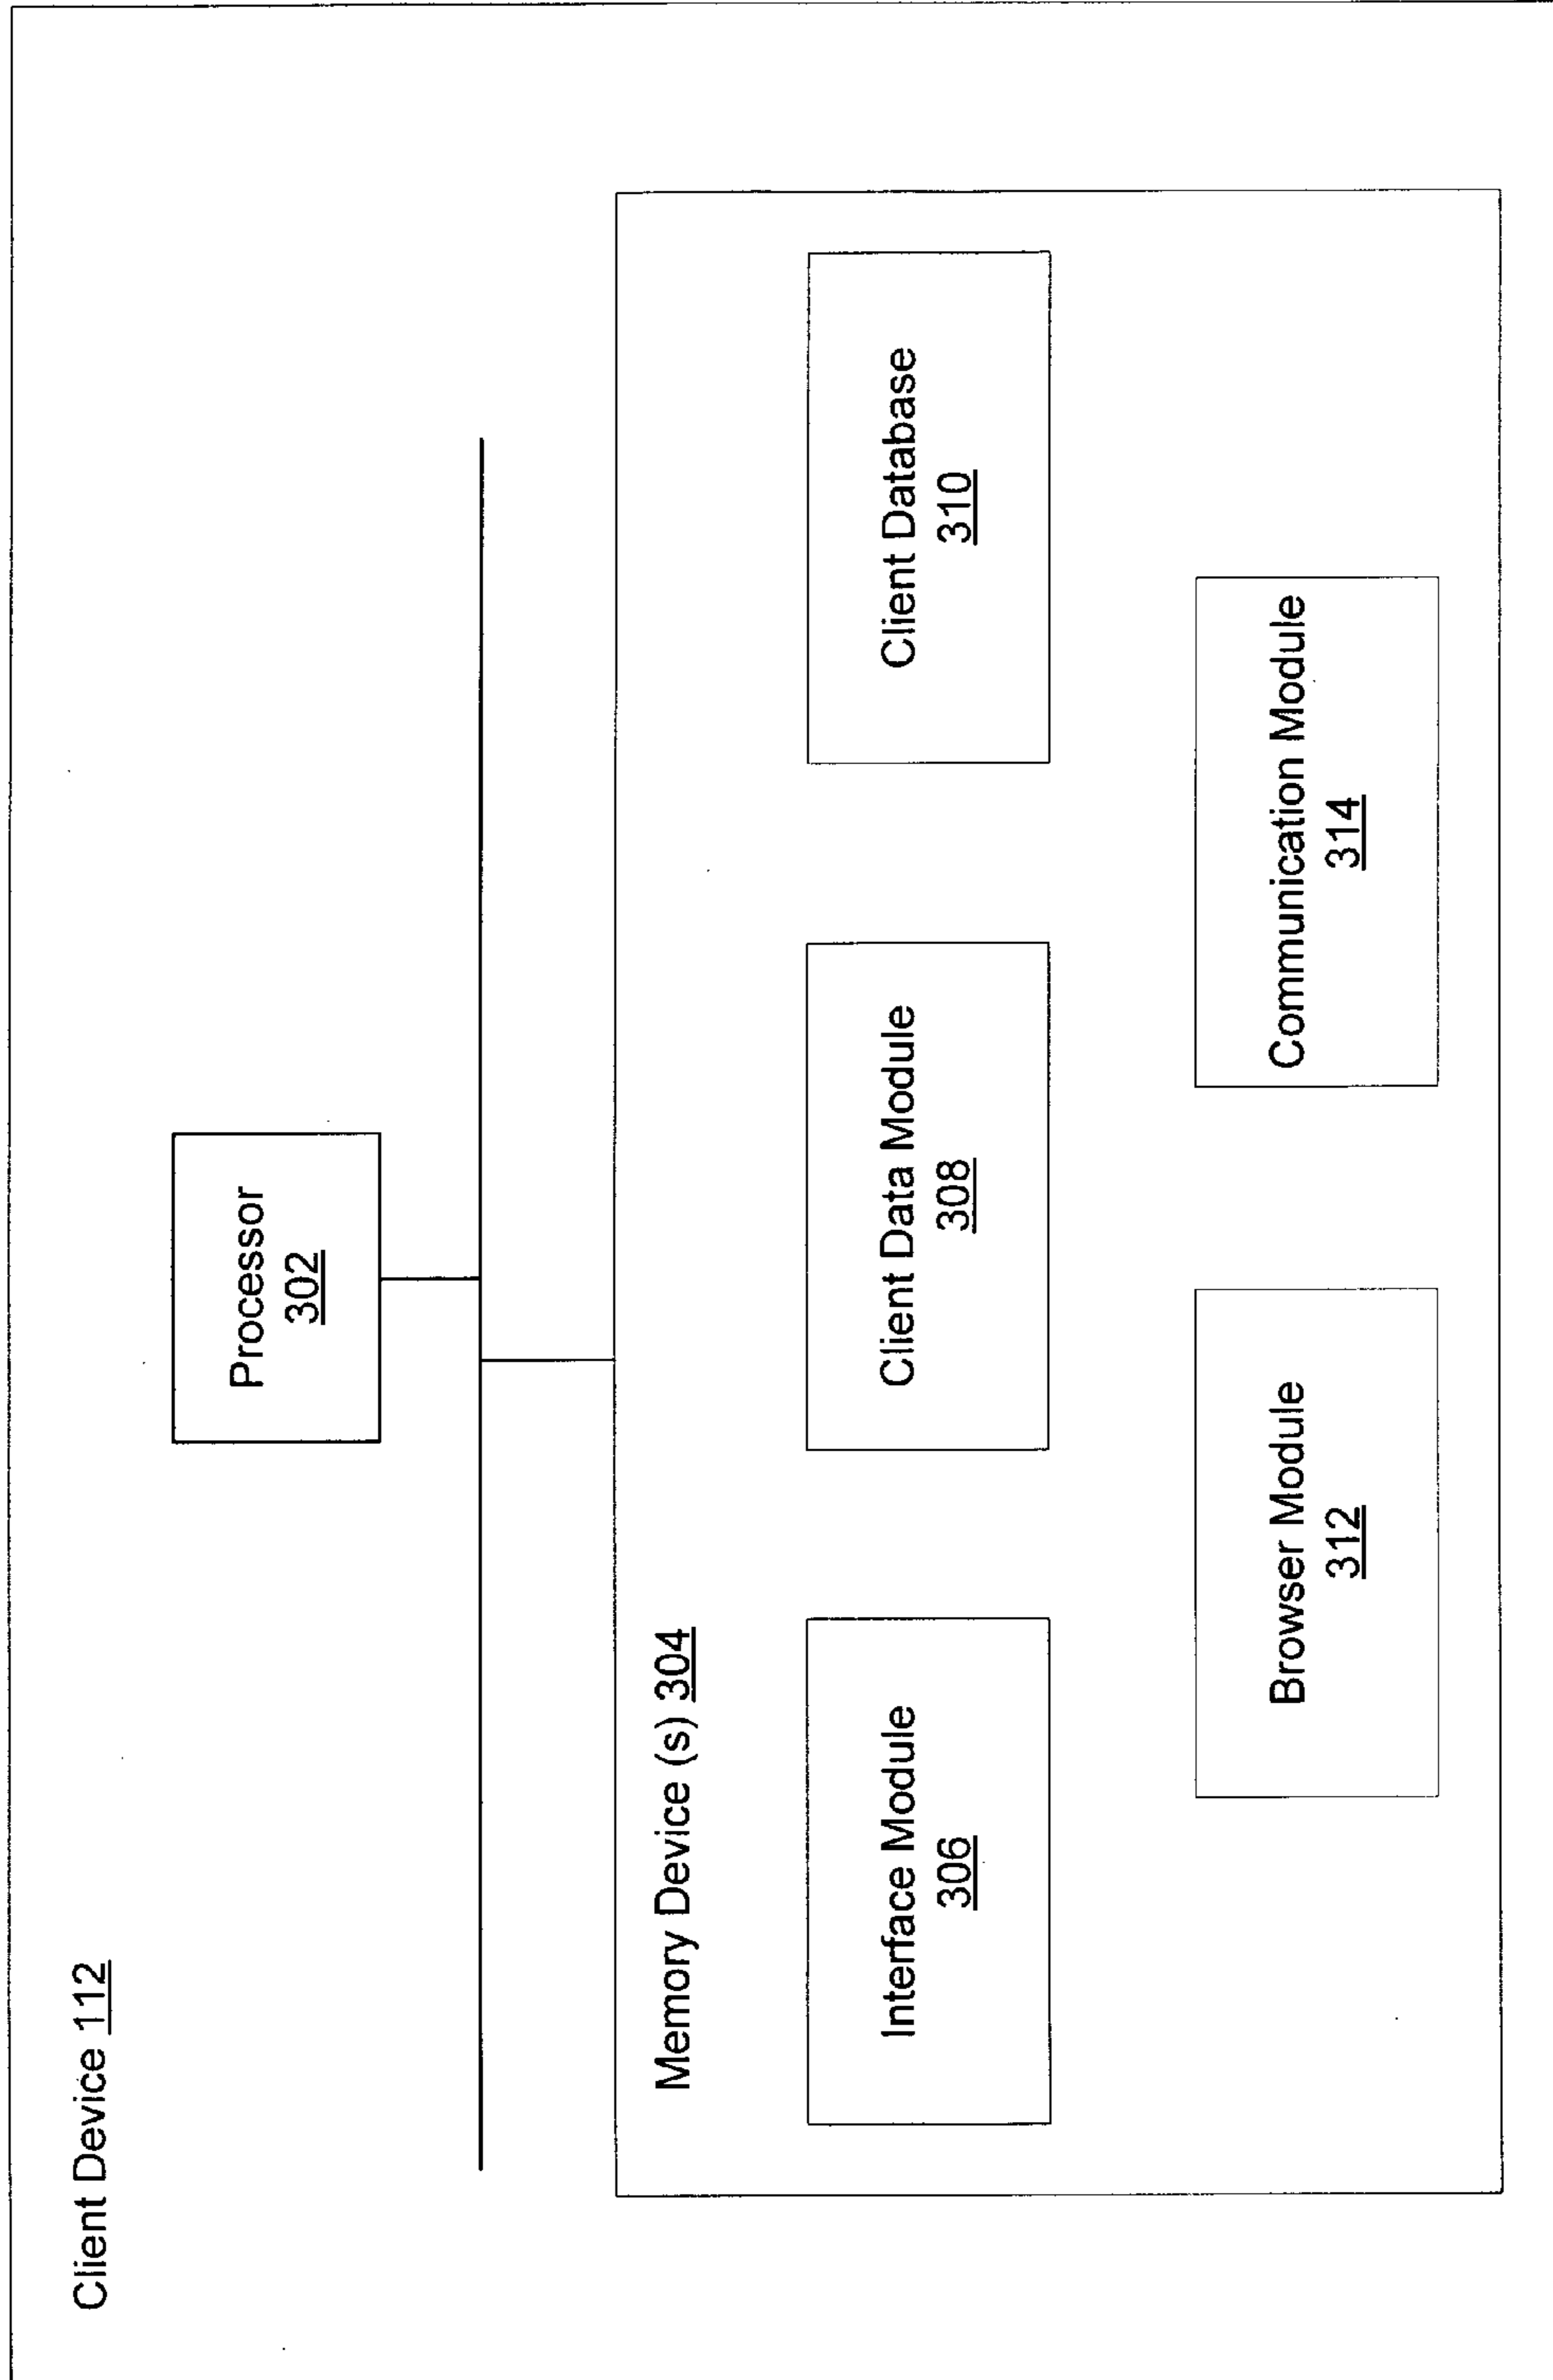 Client Device 112
Processor
302
Memory Device (s) 304
Interface Module
306
Client Data Module
308
Client Database
310
Browser Module
312
Communication Module
314